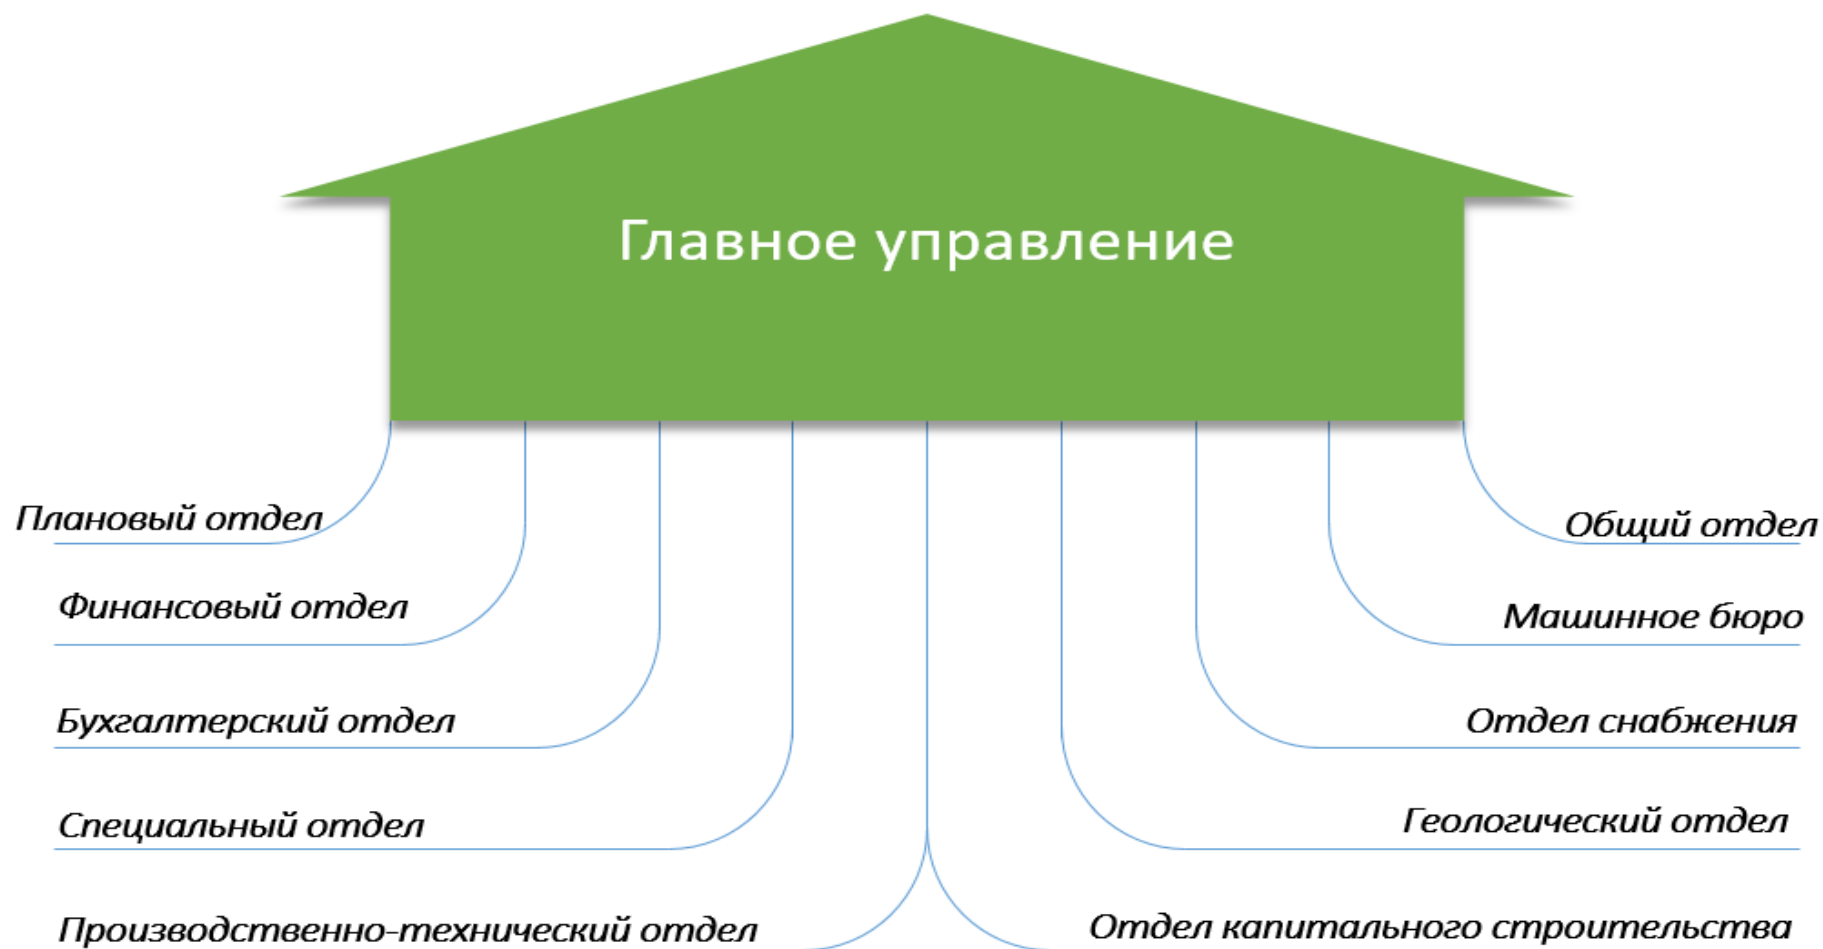 Главное управление
Плановый отдел
Общий отдел
Финансовый отдел
Машинное бюро
Бухгалтерский отдел
Отдел снабжения
Специальный отдел
Геологический отдел
Производственно-технический отдел
Отдел капитального строительства